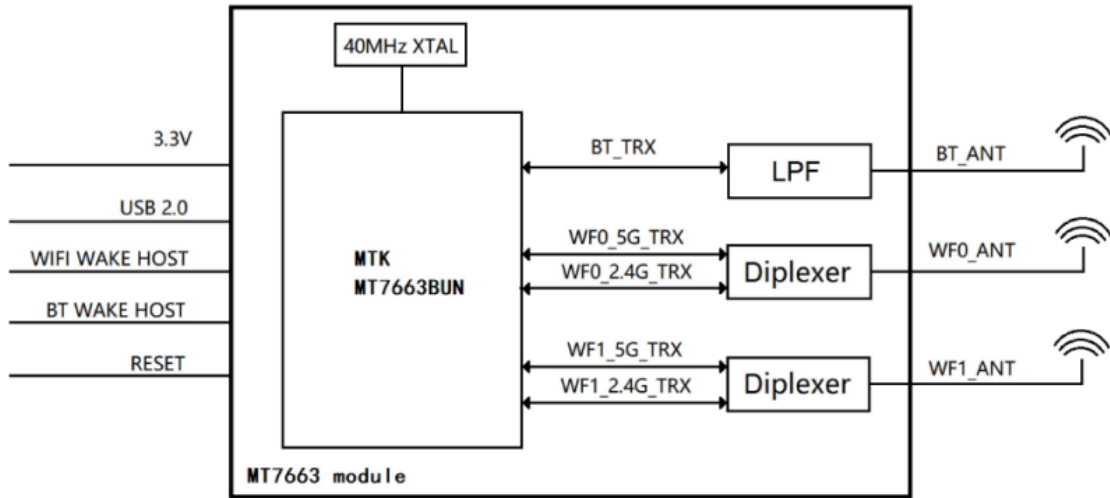 40MHz XTAL
3.3V
USB 2.0
WIFI WAKE HOST
BT WAKE HOST
RESET
MTK
MT7663BUN
BT_TRX
LPF
BT_ANT
WF0_5G_TRX
WF0_2.4G_TRX
Diplexer
WF0_ANT
WF1_5G_TRX
WF1_2.4G_TRX
Diplexer
WF1_ANT
MT7663 module